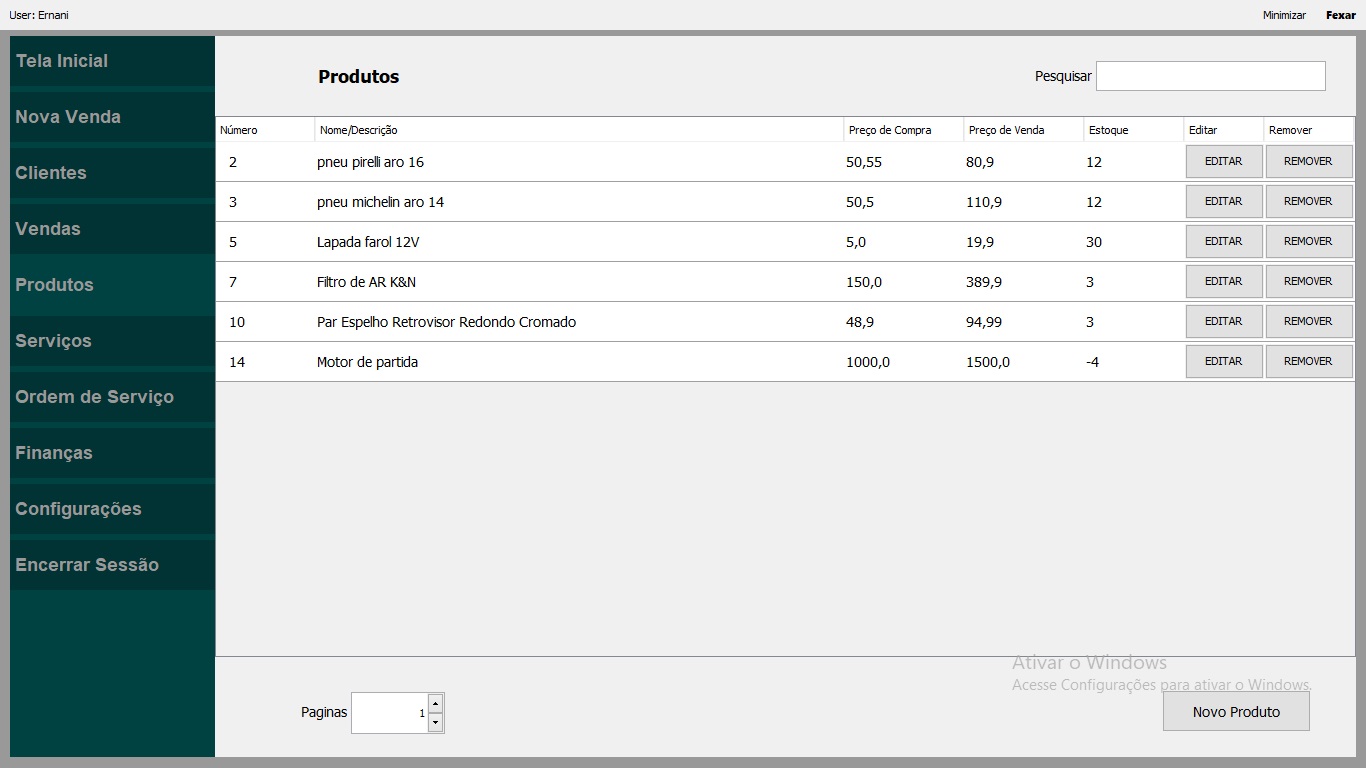 User: Ernani Minimizar Fexar
Tela Inicial
Nova Venda
Clientes
Vendas
Produtos
Serviços
Ordem de Serviço
Finanças
Configurações
Encerrar Sessão
Produtos Pesquisar
Número Nome/Descrição Preço de Compra Preço de Venda Estoque Editar Remover
2 pneu pirelli aro 16 50,55 80,9 12 EDITAR REMOVER
3 pneu michelin aro 14 50,5 110,9 12 EDITAR REMOVER
5 Lapada farol 12V 5,0 19,9 30 EDITAR REMOVER
7 Filtro de AR K&N 150,0 389,9 3 EDITAR REMOVER
10 Par Espelho Retrovisor Redondo Cromado 48,9 94,99 3 EDITAR REMOVER
14 Motor de partida 1000,0 1500,0 -4 EDITAR REMOVER
Ativar o Windows
Acesse Configurações para ativar o Windows.
Paginas 1 Novo Produto